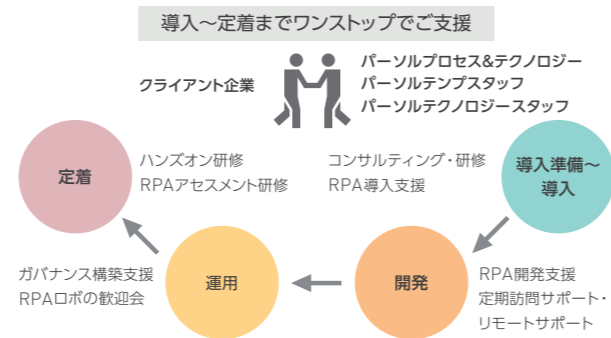 導入～定着までワンストップでご支援
クライアント企業
パーソルプロセス&テクノロジー
パーソルテンプスタッフ
パーソルテクノロジースタッフ
導入準備～
導入
コンサルティング・研修
RPA導入支援
開発
RPA開発支援
定期訪問サポート・
リモートサポート
運用
ハンズオン研修
RPAアセスメント研修
定着
ガバナンス構築支援
RPAロボの歓迎会